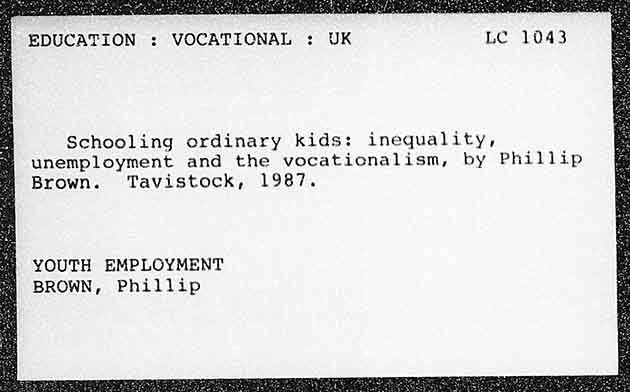 EDUCATION : VOCATIONAL : UK LC 1043
Schooling ordinary kids: inequality,
unemployment and the vocationalism, by Phillip
Brown. Tavistock, 1987.
YOUTH EMPLOYMENT
BROWN, Phillip